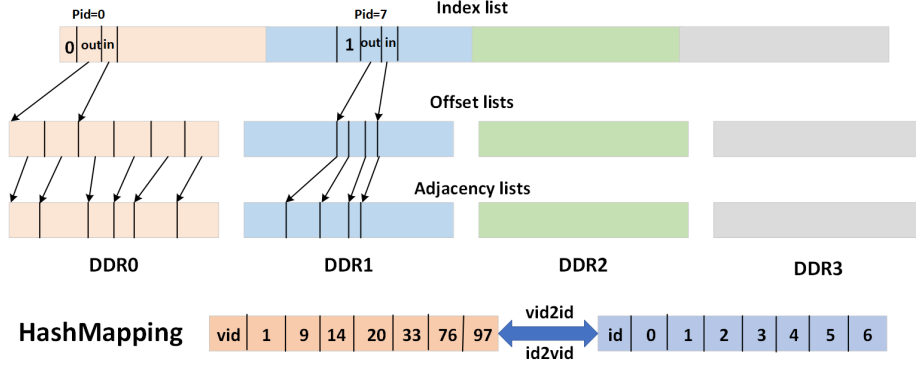 Index list
Pid=0 Pid=7
0 out in 1 out in
Offset lists
Adjacency lists
DDR0 DDR1 DDR2 DDR3
vid2id
HashMapping vid 1 9 14 20 33 76 97 id 0 1 2 3 4 5 6
id2vid